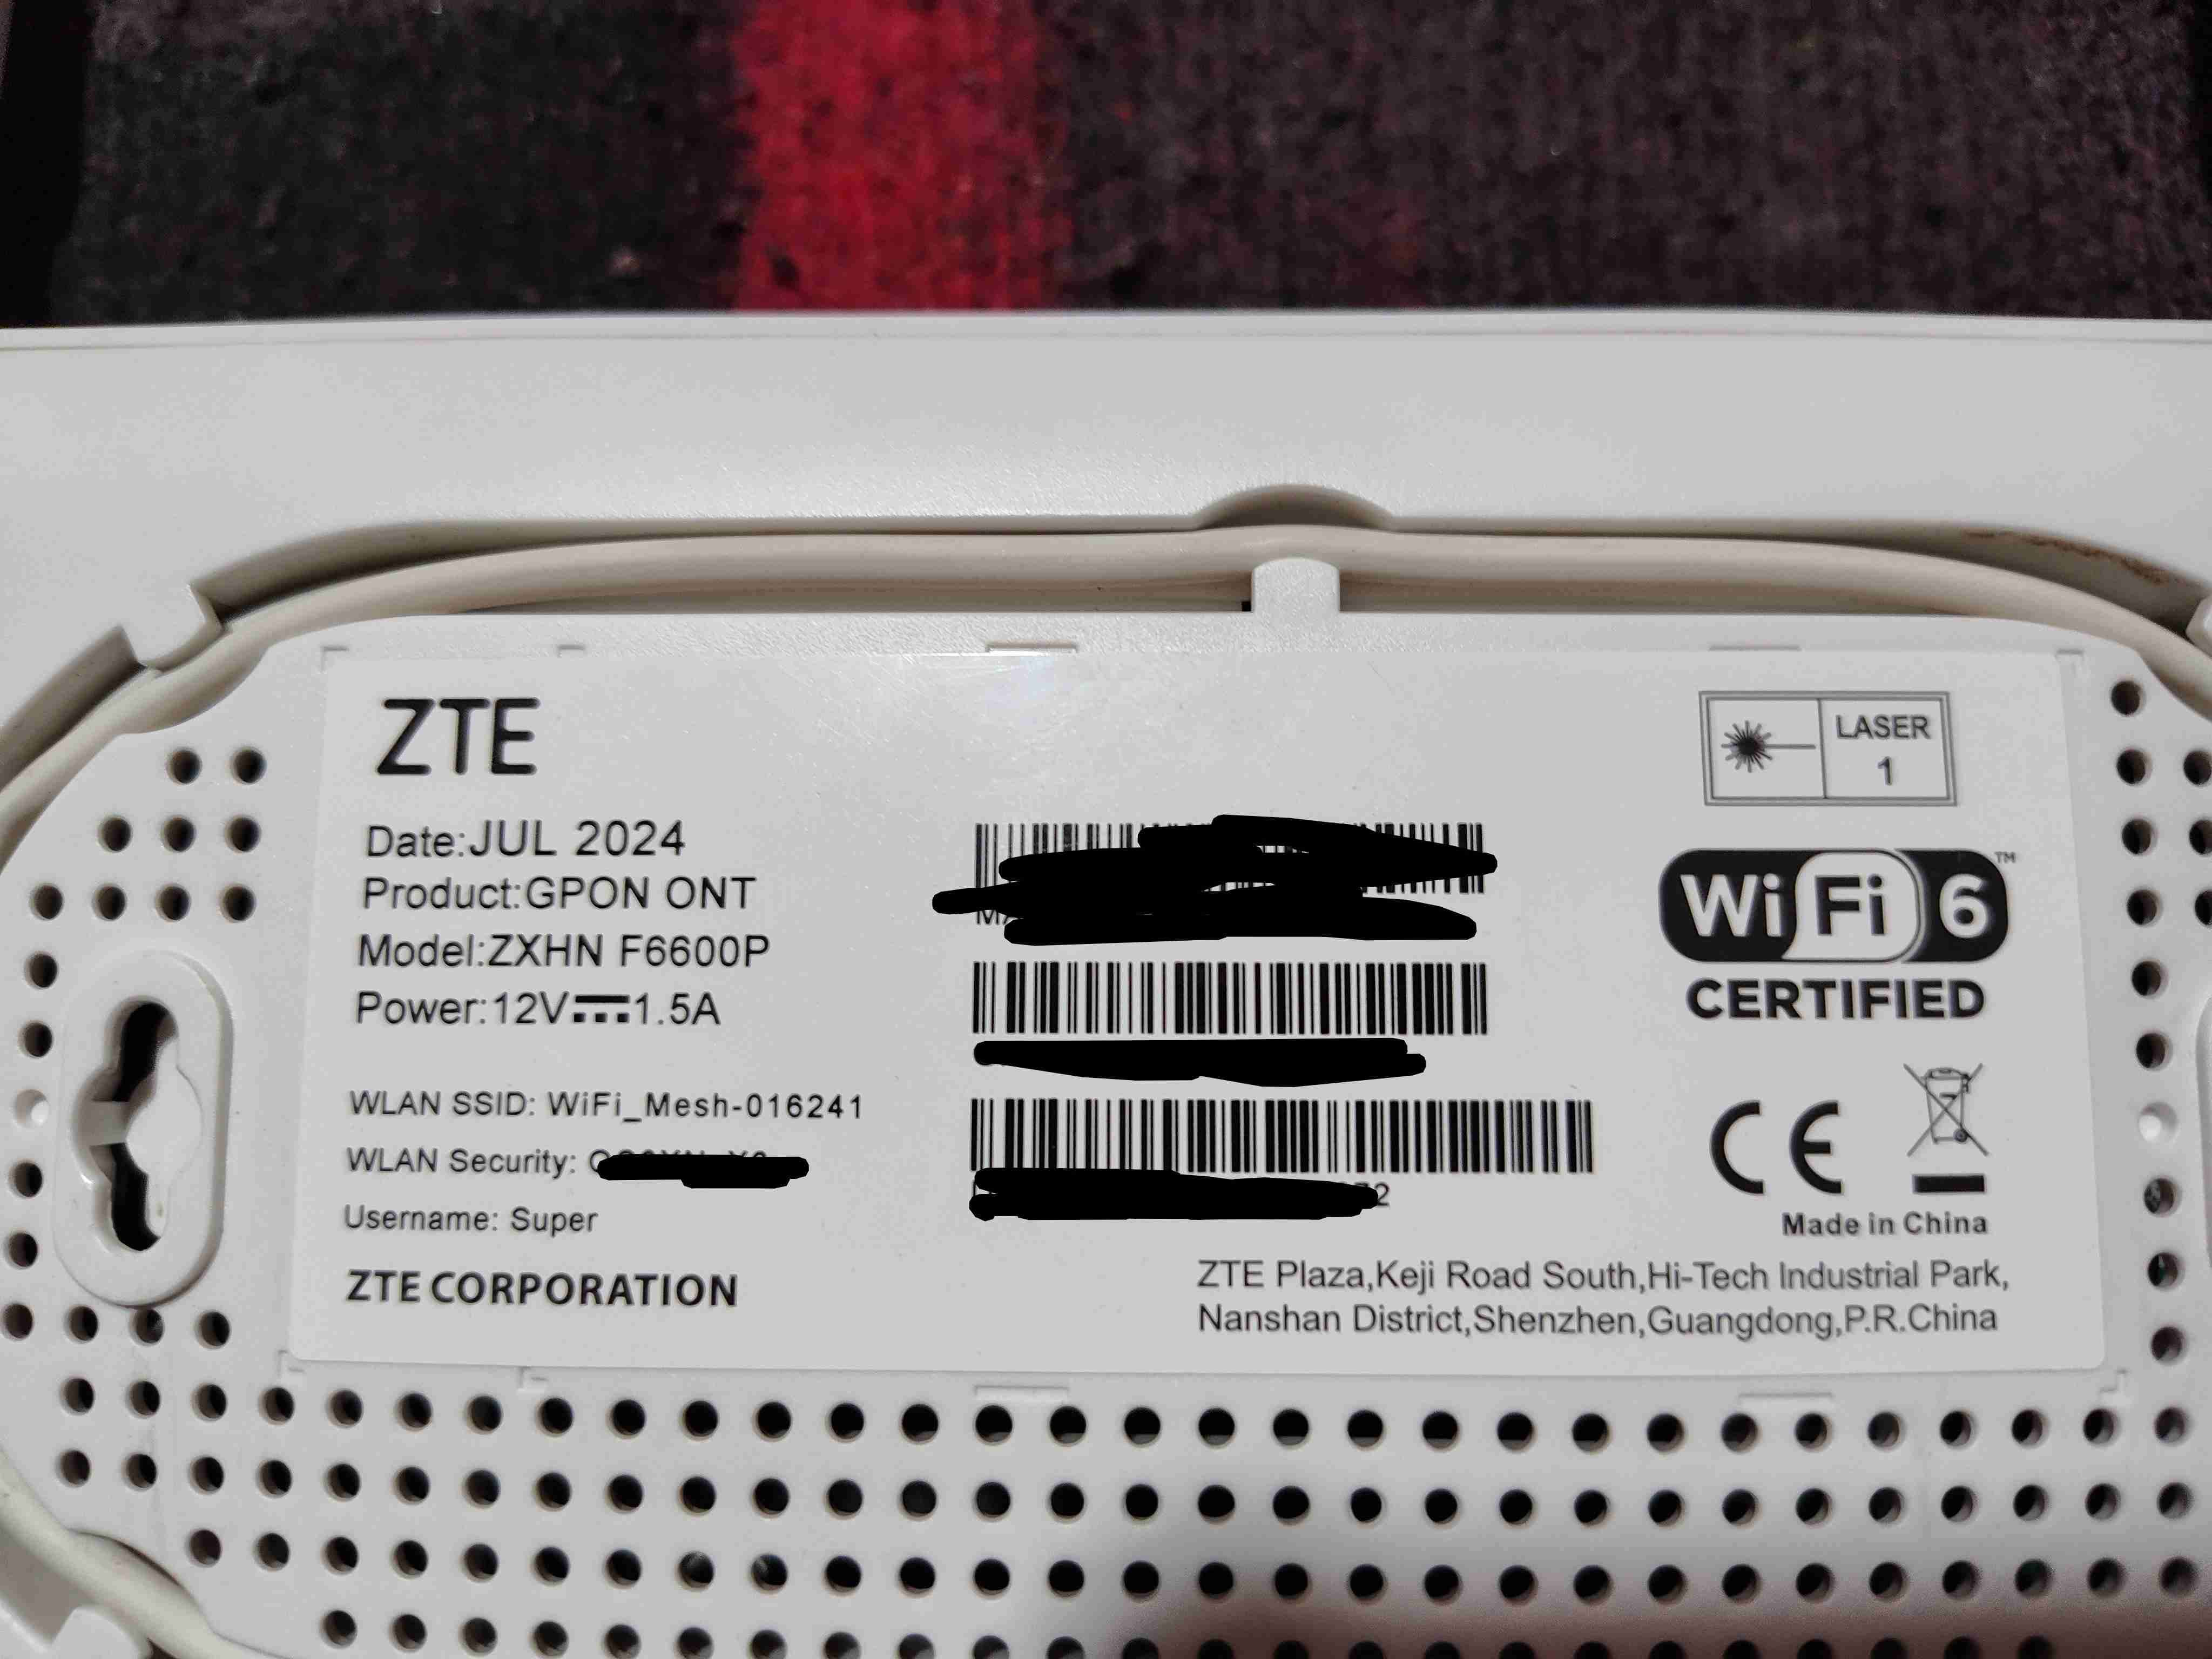 ZTE
Date:JUL 2024
Product:GPON ONT
Model:ZXHN F6600P
Power:12V⎓1.5A
WLAN SSID: WiFi_Mesh-016241
WLAN Security:
Username: Super
ZTE CORPORATION
LASER
1
WiFi 6 ™
CERTIFIED
CE
Made in China
ZTE Plaza,Keji Road South,Hi-Tech Industrial Park,
Nanshan District,Shenzhen,Guangdong,P.R.China